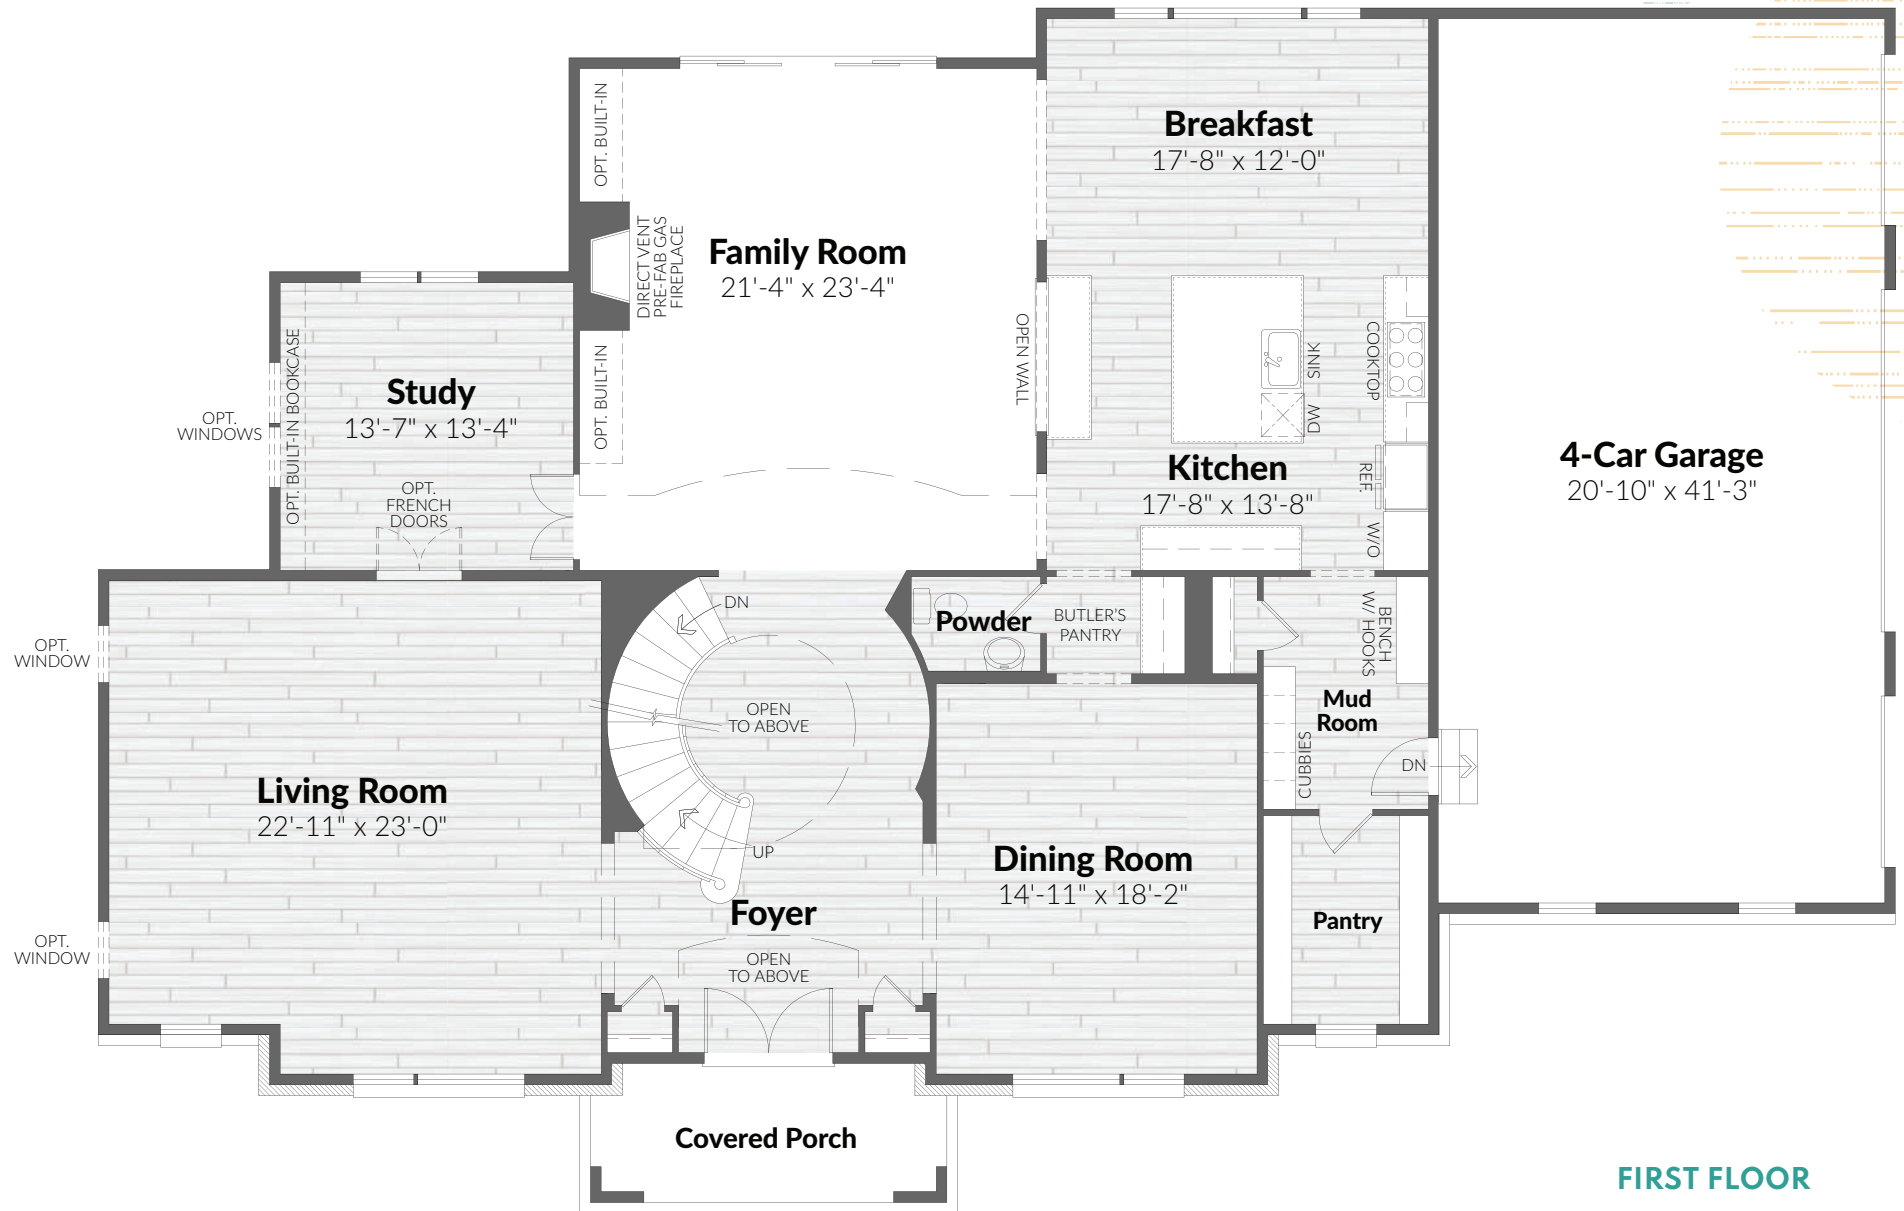 Breakfast
17'-8" x 12'-0"
OPT. BUILT-IN
DIRECT VENT
PRE-FAB GAS
FIREPLACE
Family Room
21'-4" x 23'-4"
OPT. BUILT-IN
OPEN WALL
SINK
DW
COOKTOP
REF.
W/O
Kitchen
17'-8" x 13'-8"
4-Car Garage
20'-10" x 41'-3"
OPT.
WINDOWS
OPT. BUILT-IN BOOKCASE
Study
13'-7" x 13'-4"
OPT.
FRENCH
DOORS
DN
Powder
BUTLER'S
PANTRY
BENCH
W/ HOOKS
OPT.
WINDOW
OPEN
TO ABOVE
Mud
Room
CUBBIES
DN
Living Room
22'-11" x 23'-0"
UP
Dining Room
14'-11" x 18'-2"
Foyer
Pantry
OPT.
WINDOW
OPEN
TO ABOVE
Covered Porch
FIRST FLOOR